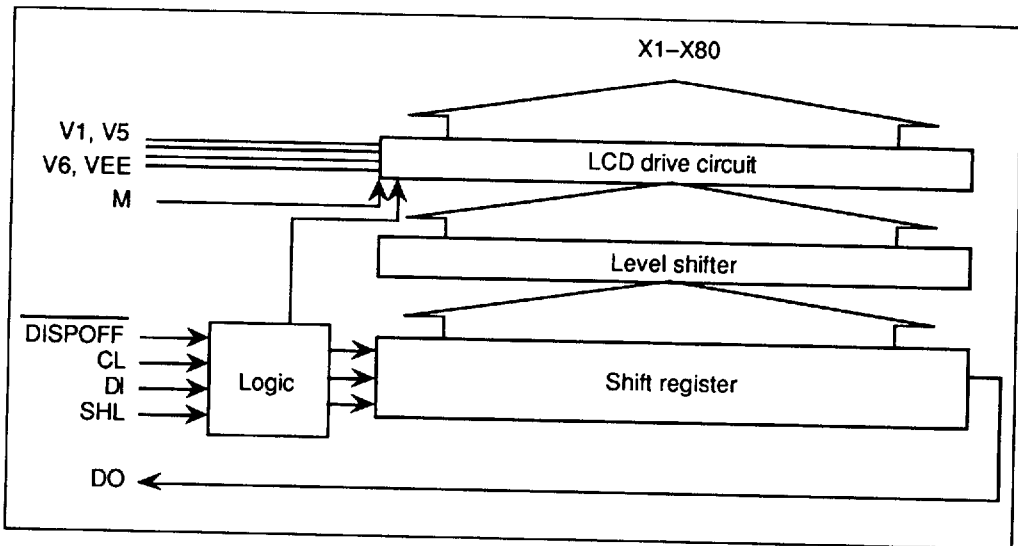 X1–X80
V1, V5
LCD drive circuit
V6, VEE
M
Level shifter
DISPOFF
CL
Logic
Shift register
DI
SHL
DO